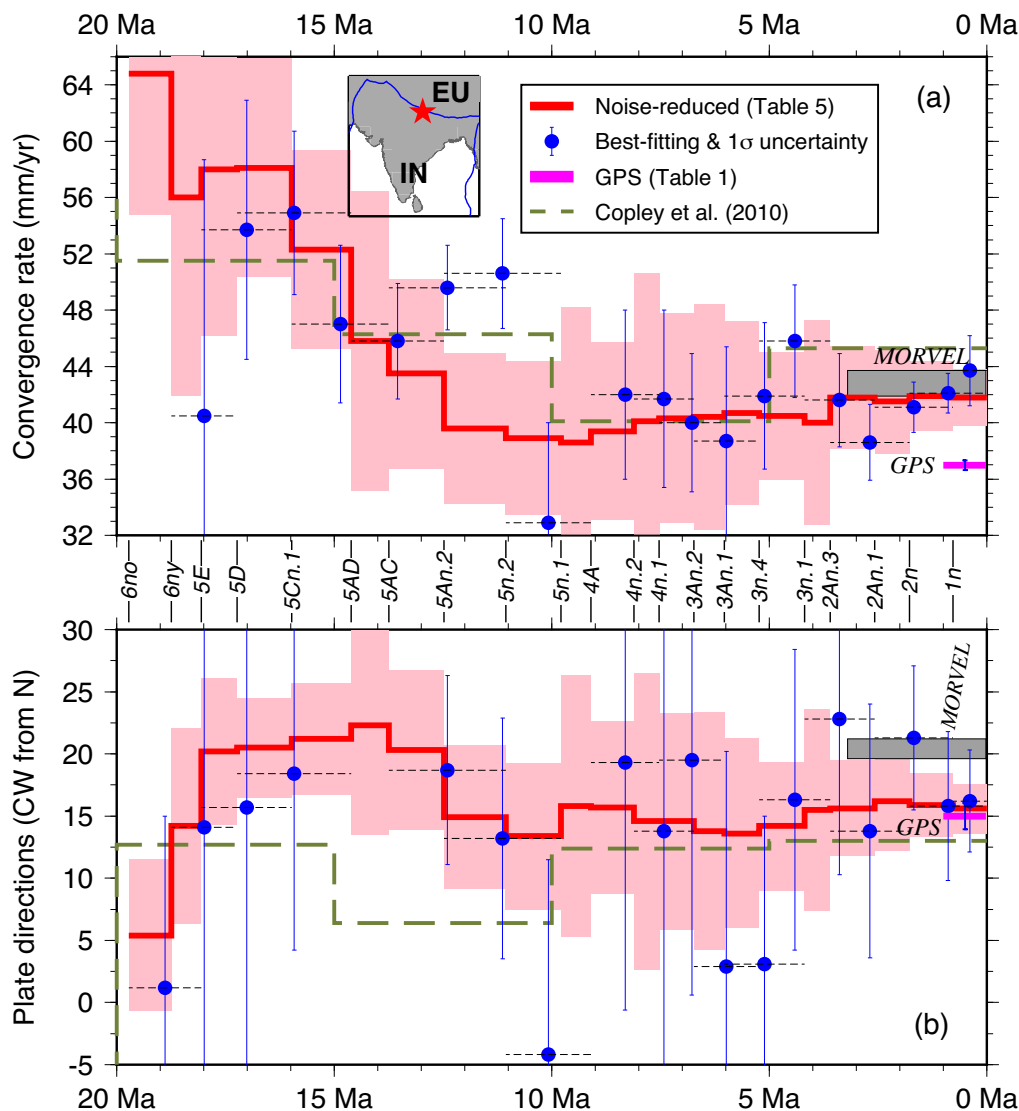 20 Ma 15 Ma 10 Ma 5 Ma 0 Ma
64
60
56
52
48
44
40
36
32
Convergence rate (mm/yr)
EU
IN
(a)
Noise-reduced (Table 5)
Best-fitting & 1σ uncertainty
GPS (Table 1)
Copley et al. (2010)
MORVEL
GPS
6no 6ny 5E 5D 5Cn.1 5AD 5AC 5An.2 5n.2 5n.1 4A 4n.2 4n.1 3An.2 3An.1 3n.4 3n.1 2An.3 2An.1 2n 1n
30
25
20
15
10
5
0
-5
Plate directions (CW from N)
MORVEL
GPS
(b)
20 Ma 15 Ma 10 Ma 5 Ma 0 Ma